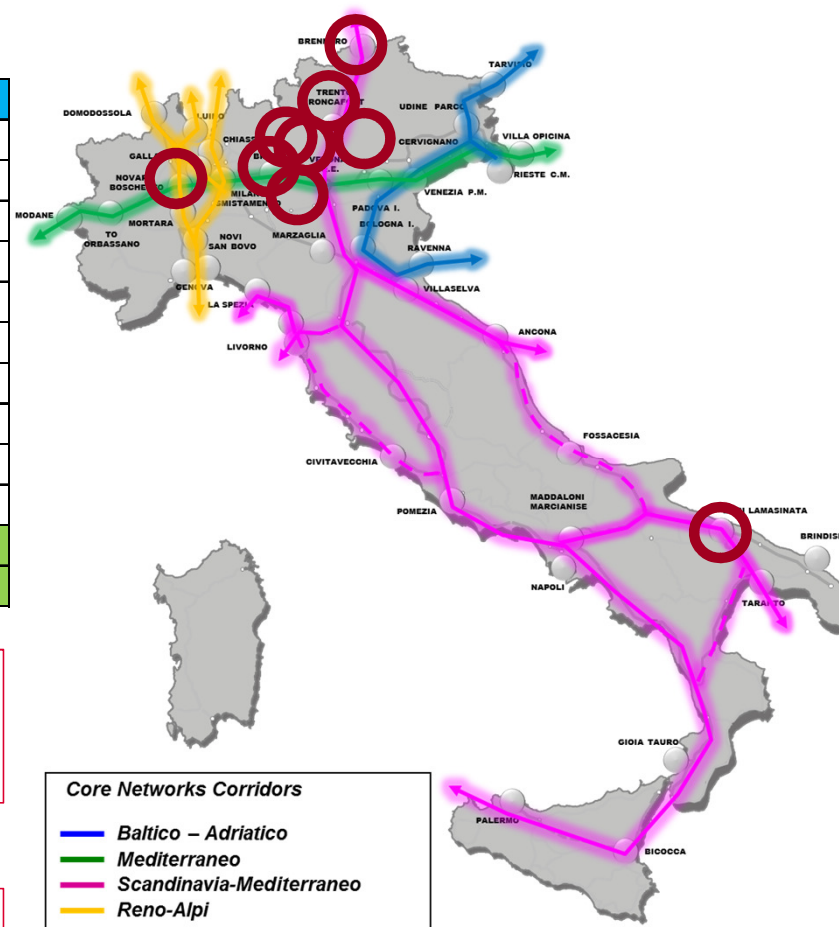 BRENNERO
TARVISIO
TRENTO
RONCAFORT
DOMODOSSOLA
LUINO
UDINE PARCO
CHIASSO
CERVIGNANO
VILLA OPICINA
VERONA
TRIESTE C.M.
VENEZIA P.M.
NOVARA
BOSCHETTO
MILANO
SMISTAMENTO
MODANE
MORTARA
PADOVA I.
BOLOGNA I.
TO
ORBASSANO
NOVI
SAN BOVO
MARZAGLIA
RAVENNA
GENOVA
VILLASELVA
LA SPEZIA
ANCONA
LIVORNO
FOSSACESIA
CIVITAVECCHIA
MADDALONI
MARCIANISE
POMEZIA
LAMASINATA
BRINDISI
NAPOLI
TARANTO
GIOIA TAURO
PALERMO
BICOCCA
Core Networks Corridors
Baltico – Adriatico
Mediterraneo
Scandinavia-Mediterraneo
Reno-Alpi